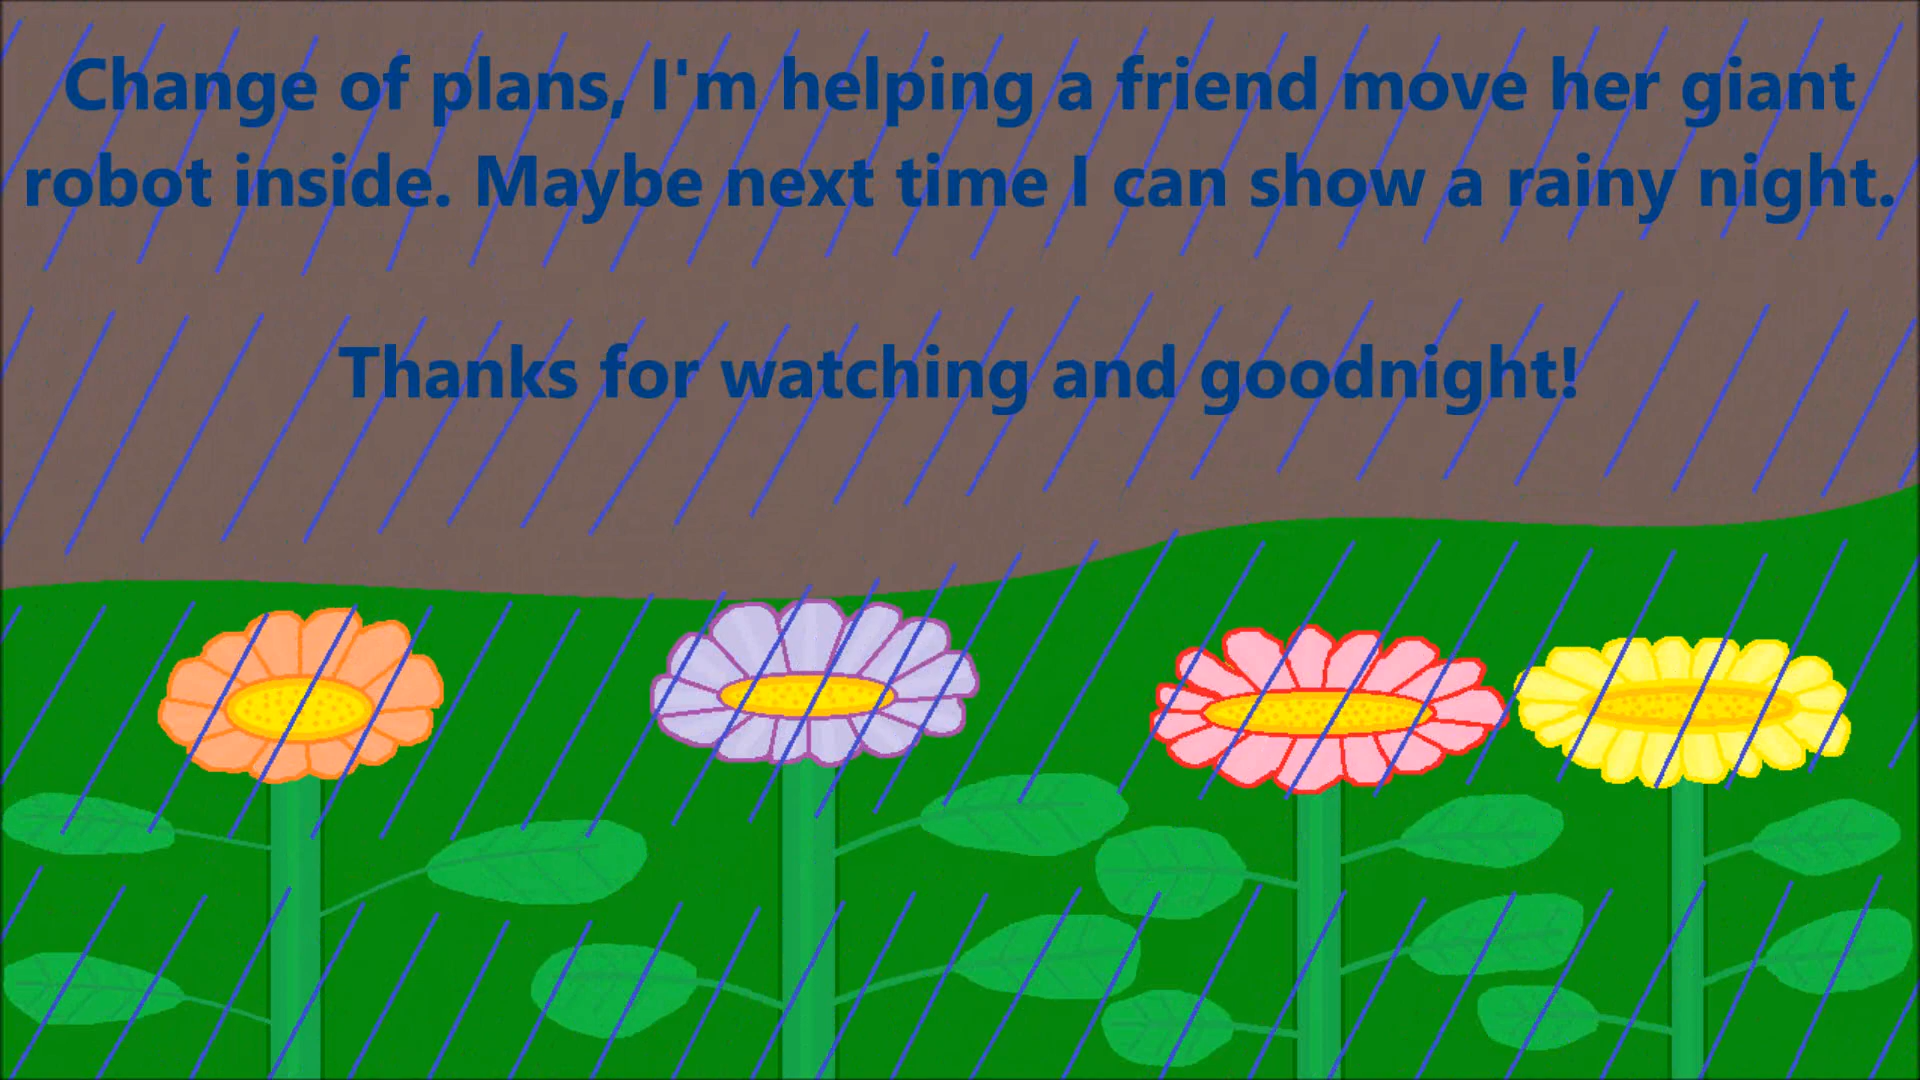 Change of plans, I'm helping a friend move her giant
robot inside. Maybe next time I can show a rainy night.
Thanks for watching and goodnight!